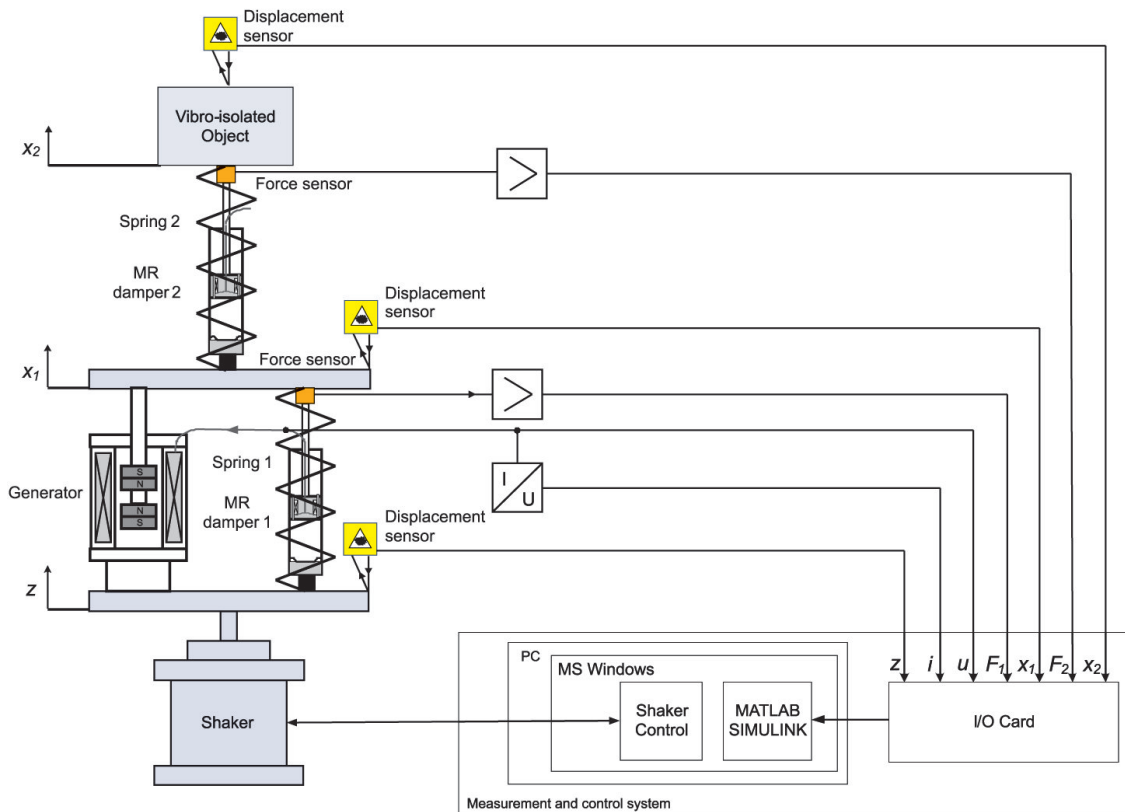 Displacement
sensor
Vibro-isolated
Object
x2
Force sensor
Spring 2
MR
damper 2
Displacement
sensor
Force sensor
x1
Spring 1
I
U
S
N
Generator
MR
damper 1
N
S
Displacement
sensor
z
PC
MS Windows
z i u F1 x1 F2 x2
Shaker
Shaker
Control
MATLAB
SIMULINK
I/O Card
Measurement and control system